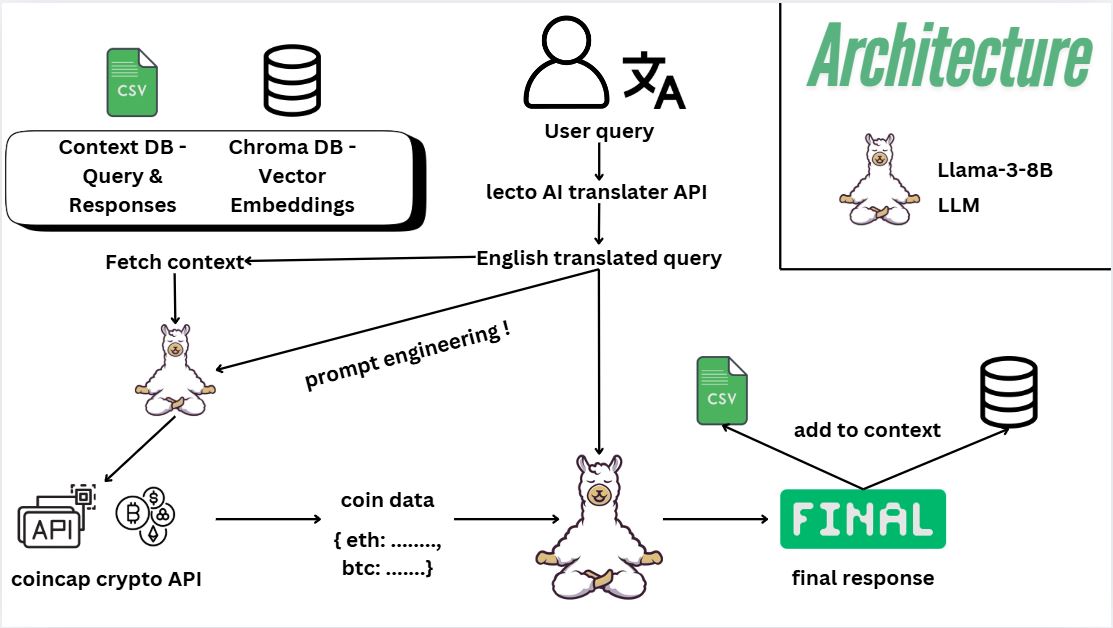 Architecture
Llama-3-8B
LLM
文A
CSV
Context DB -
Query &
Responses
Chroma DB -
Vector
Embeddings
User query
lecto AI translater API
English translated query
Fetch context
prompt engineering !
API
coincap crypto API
coin data
{ eth: ........,
btc: .......}
CSV
add to context
FINAL
final response